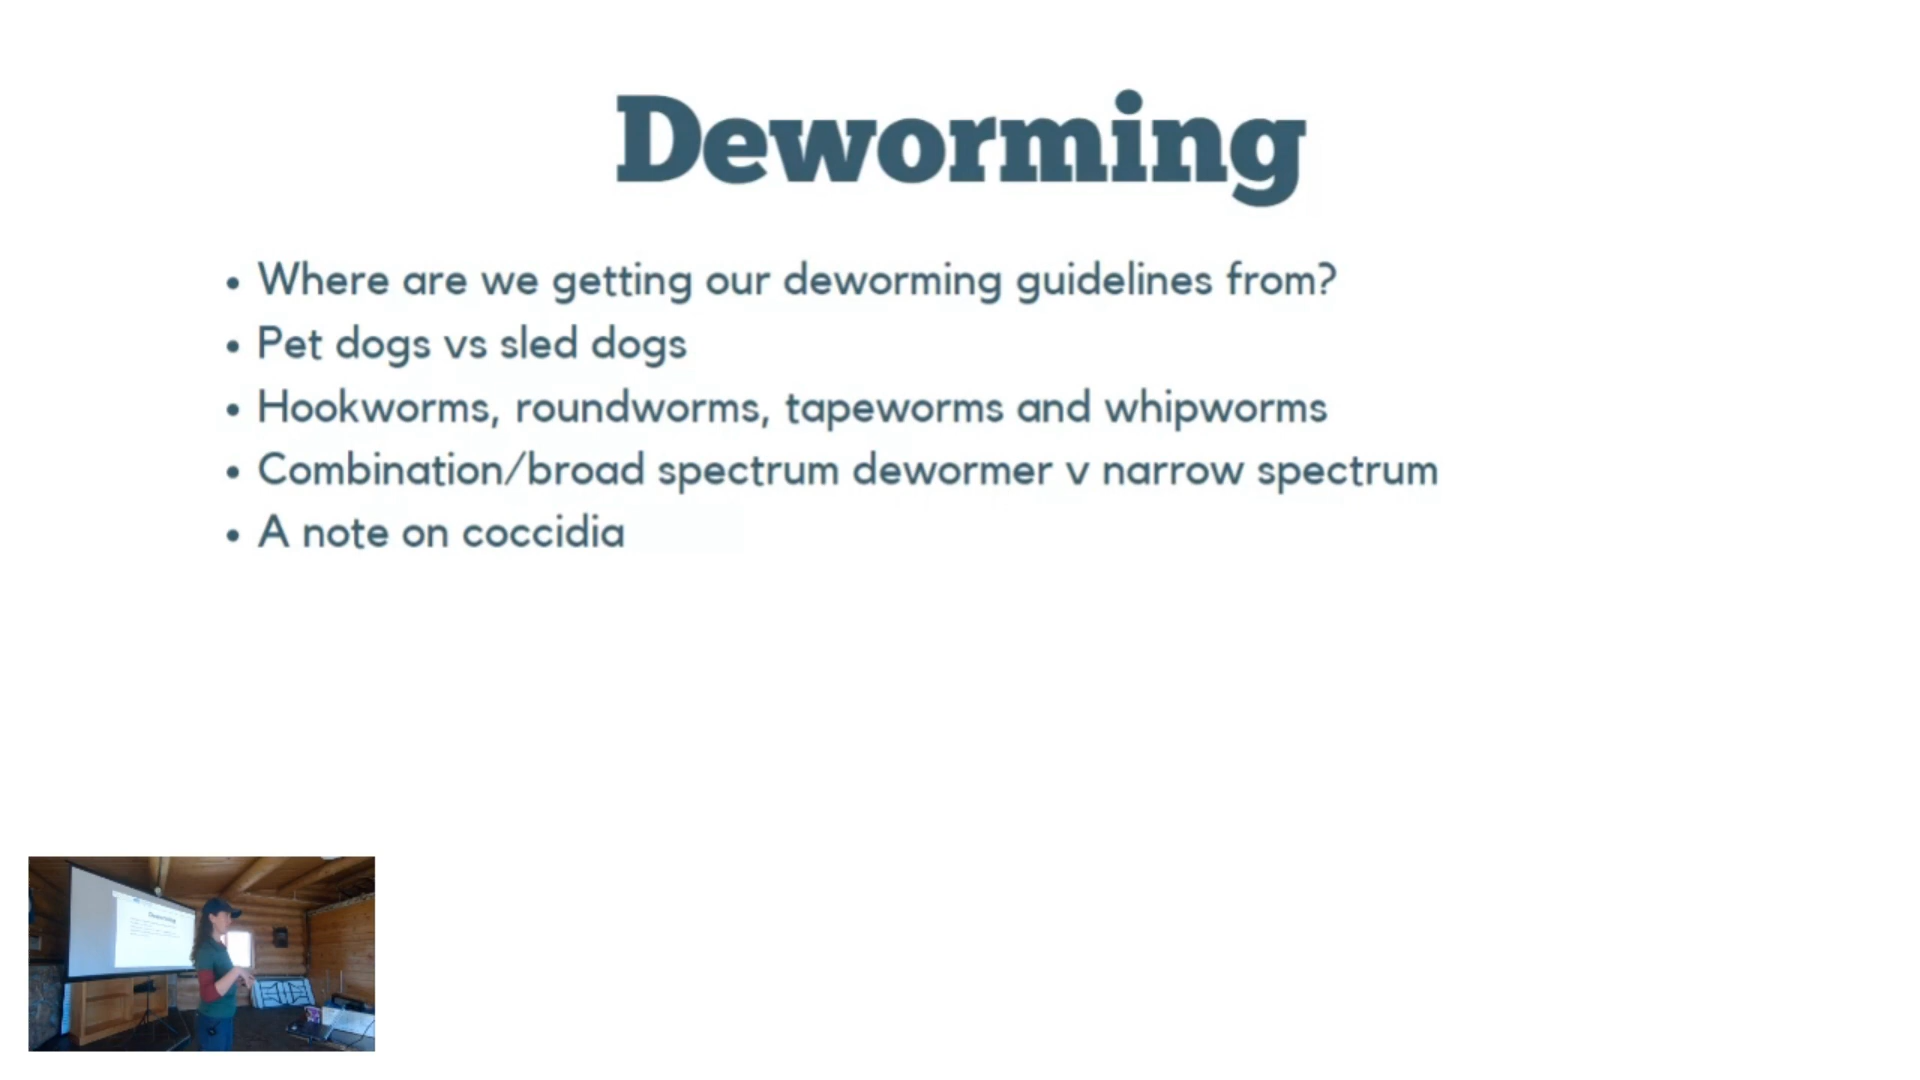 Deworming
• Where are we getting our deworming guidelines from?
• Pet dogs vs sled dogs
• Hookworms, roundworms, tapeworms and whipworms
• Combination/broad spectrum dewormer v narrow spectrum
• A note on coccidia